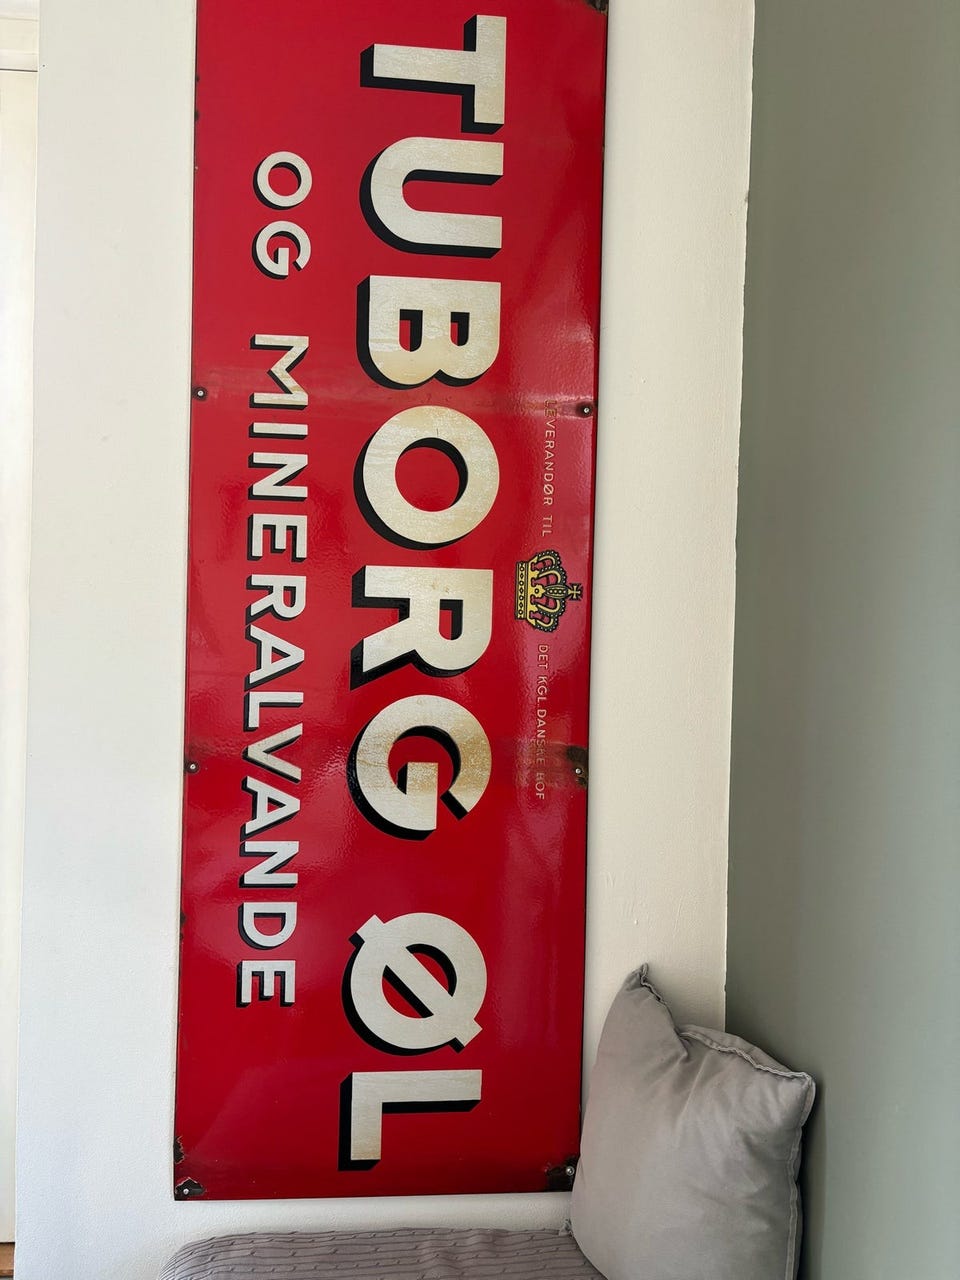 LEVERANDØR TIL DET KGL. DANSKE HOF
TUBORG ØL
OG MINERALVANDE